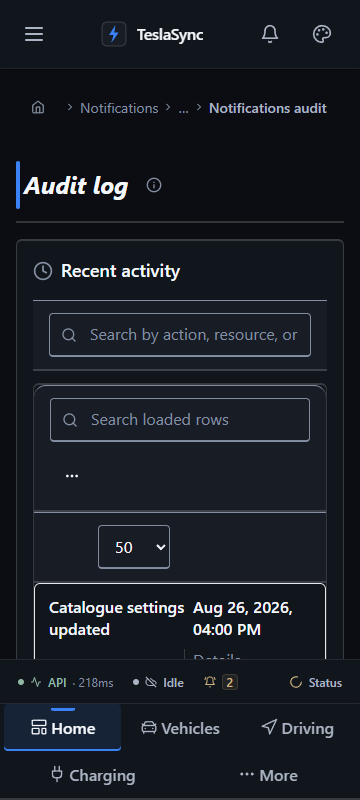 TeslaSync
Notifications ... Notifications audit
Audit log
Recent activity
Search by action, resource, or
Search loaded rows
...
50
Catalogue settings updated
Aug 26, 2026, 04:00 PM
Details
API · 218ms Idle 2 Status
Home Vehicles Driving
Charging ... More